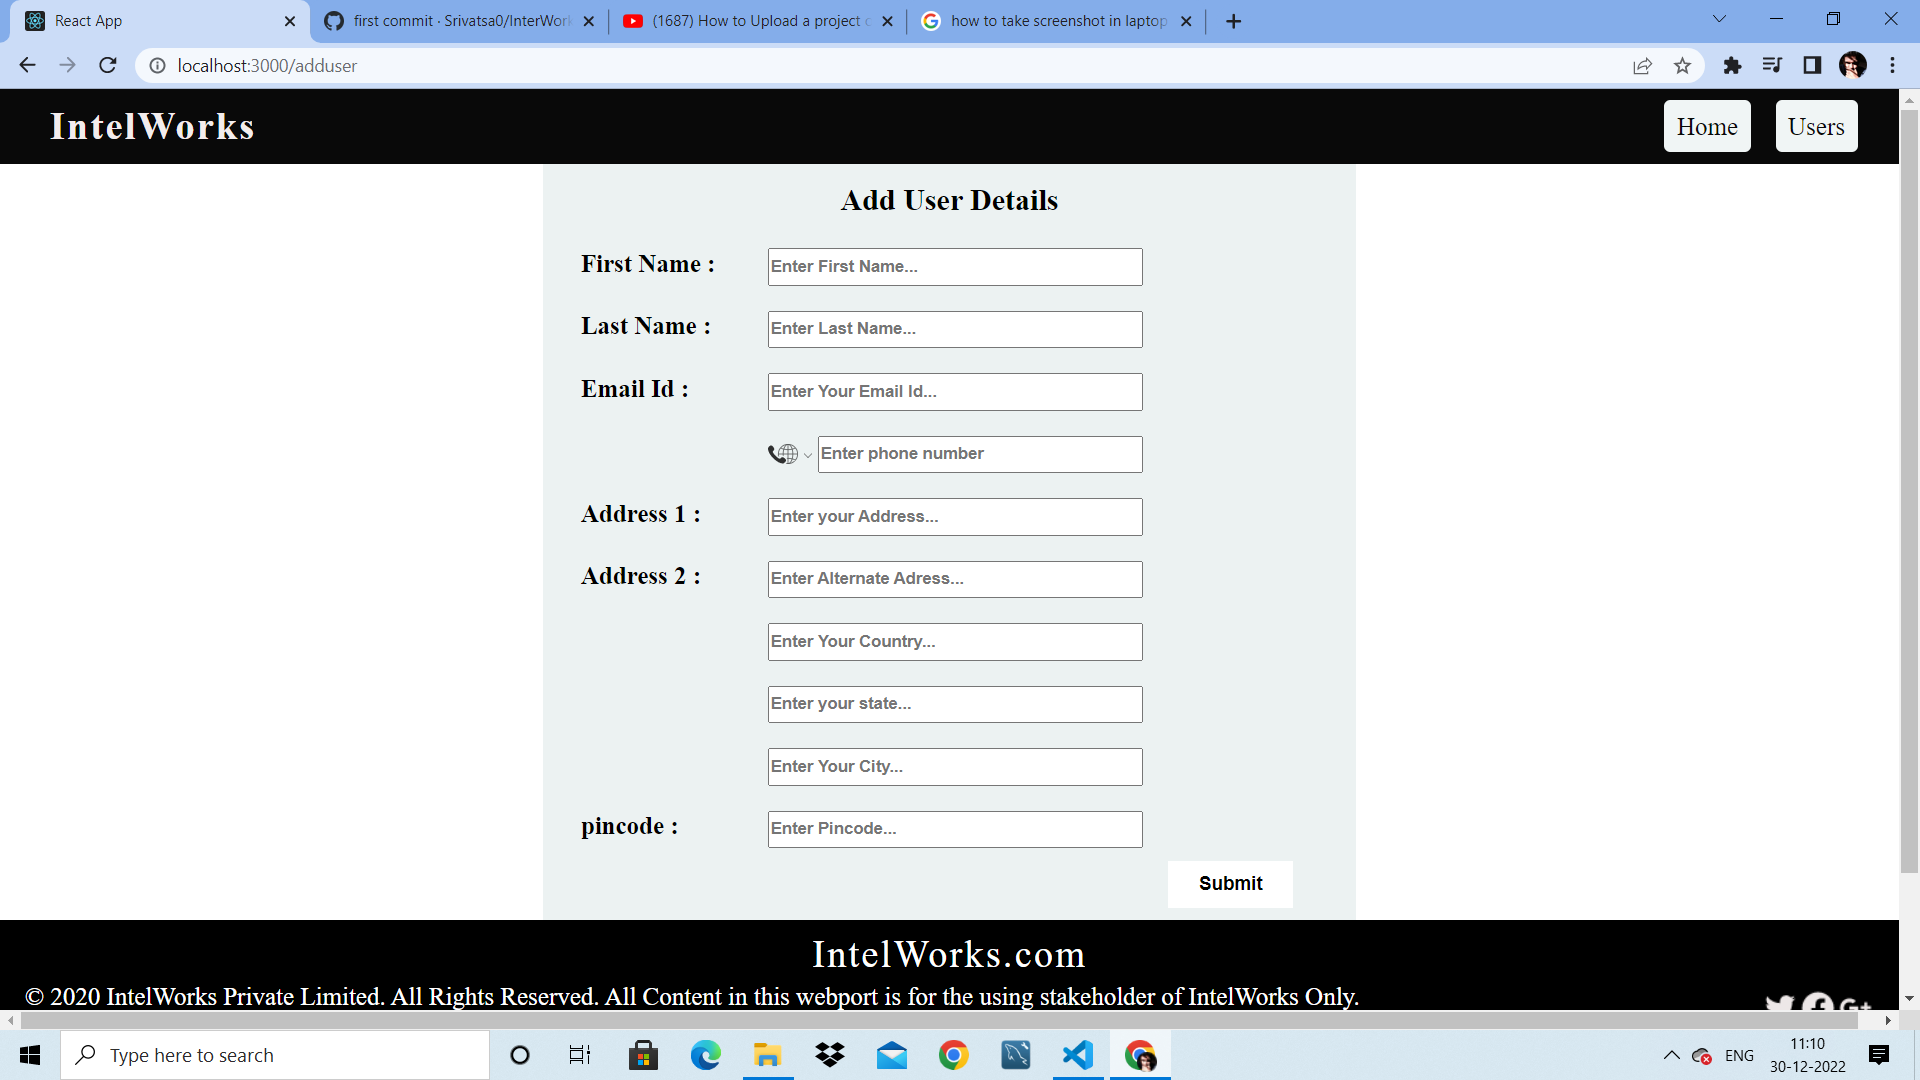 React App
first commit · Srivatsa0/InterWork
(1687) How to Upload a project
how to take screenshot in laptop
localhost:3000/adduser
IntelWorks
Home
Users
Add User Details
First Name :
Enter First Name...
Last Name :
Enter Last Name...
Email Id :
Enter Your Email Id...
Enter phone number
Address 1 :
Enter your Address...
Address 2 :
Enter Alternate Adress...
Enter Your Country...
Enter your state...
Enter Your City...
pincode :
Enter Pincode...
Submit
IntelWorks.com
© 2020 IntelWorks Private Limited. All Rights Reserved. All Content in this webport is for the using stakeholder of IntelWorks Only.
G+
Type here to search
ENG
11:10
30-12-2022